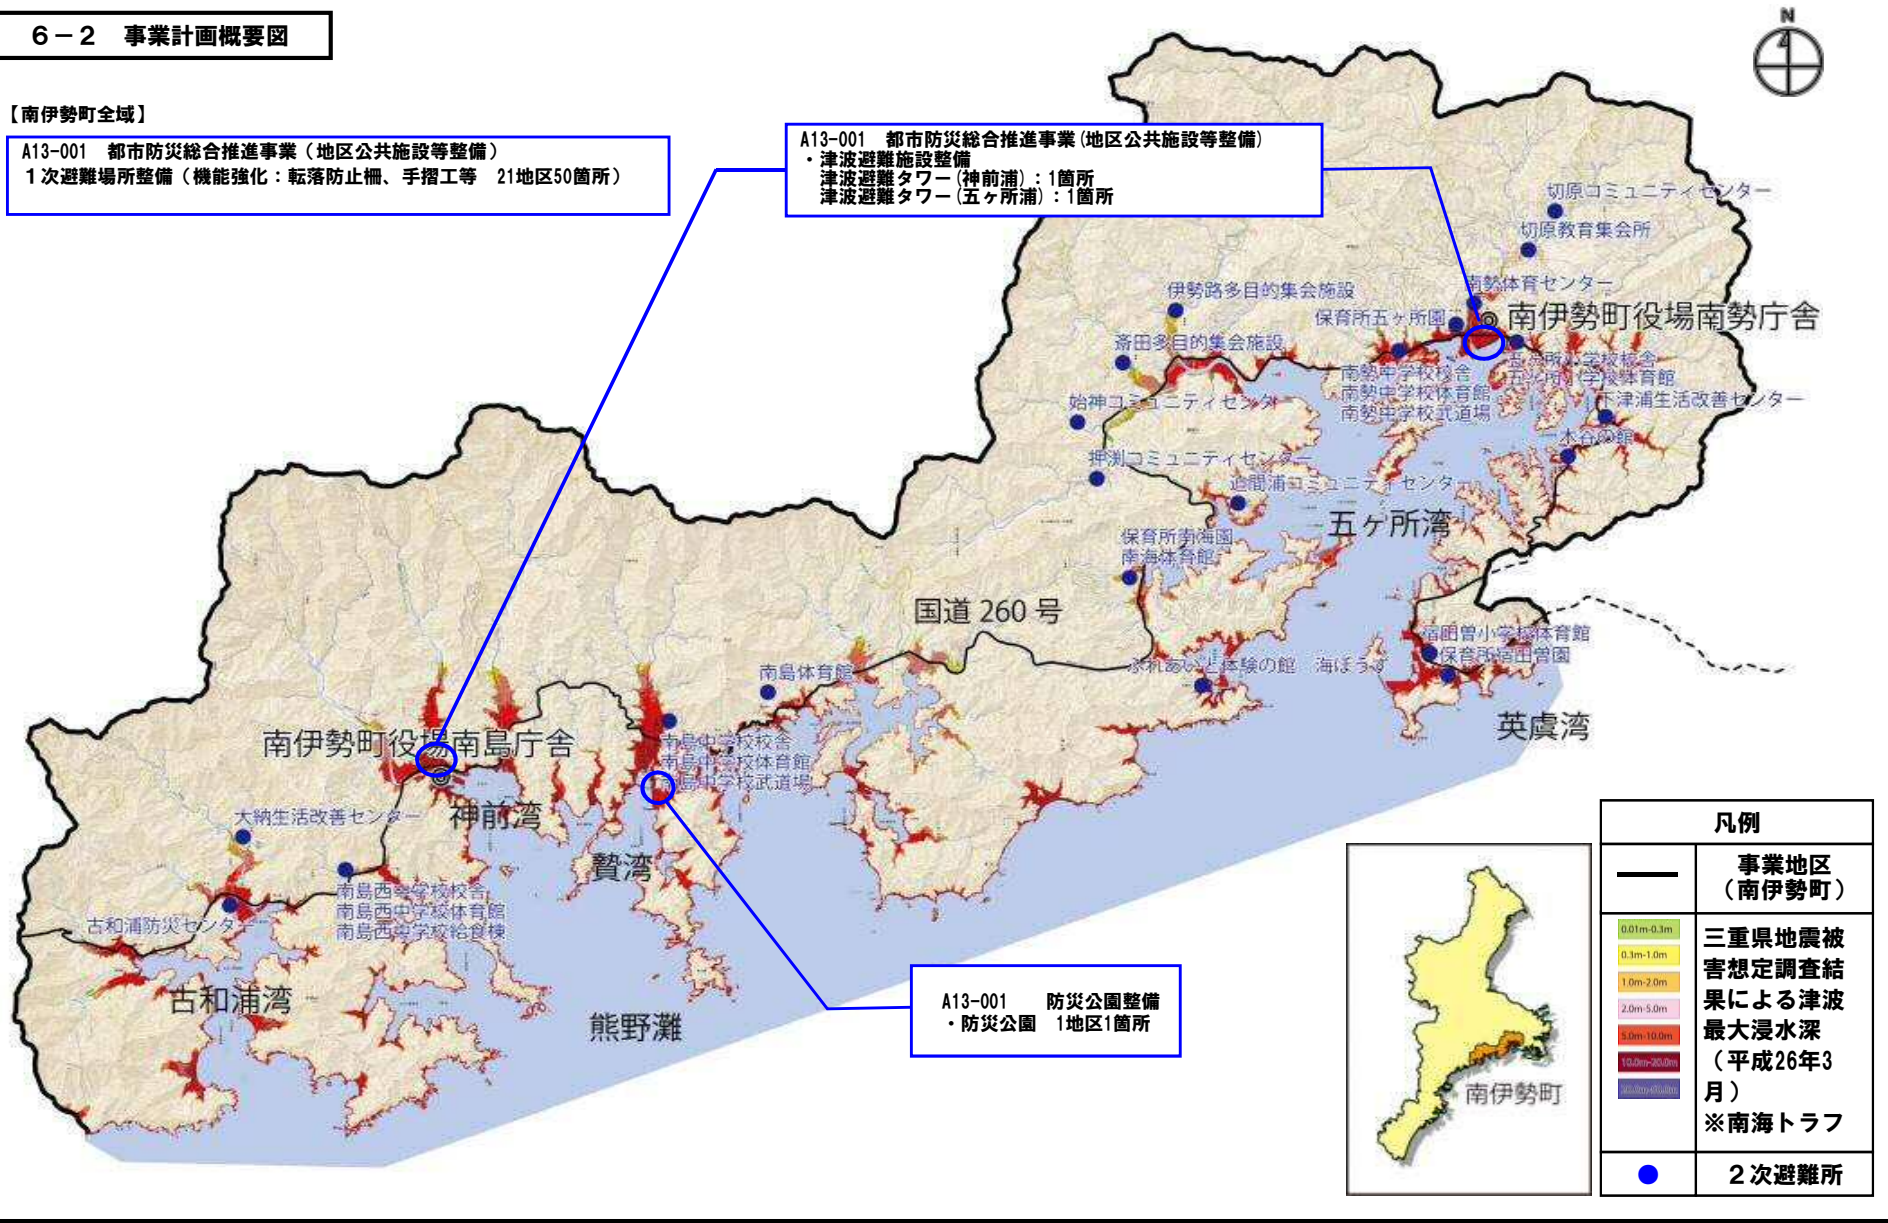 6－2　事業計画概要図
N
【南伊勢町全域】
A13-001　都市防災総合推進事業（地区公共施設等整備）
１次避難場所整備（機能強化：転落防止柵、手摺工等　21地区50箇所）
A13-001　都市防災総合推進事業(地区公共施設等整備)
・津波避難施設整備
津波避難タワー(神前浦)：1箇所
津波避難タワー(五ヶ所浦)：1箇所
切原コミュニティセンター
切原教育集会所
南勢体育センター
伊勢路多目的集会施設
保育所五ヶ所園
南伊勢町役場南勢庁舎
斎田多目的集会施設
五ヶ所小学校校舎
五ヶ所小学校体育館
南勢中学校校舎
南勢中学校体育館
南勢中学校武道場
始神コミュニティセンター
下津浦生活改善センター
木谷の館
押渕コミュニティセンター
迫間浦コミュニティセンター
五ヶ所湾
保育所南海園
南海体育館
国道 260 号
宿田曽小学校体育館
保育所宿田曽園
ふれあいと体験の館　海ぼうず
南島体育館
英虞湾
南伊勢町役場南島庁舎
南島中学校校舎
南島中学校体育館
南島中学校武道場
大納生活改善センター
神前湾
贄湾
南島西中学校校舎
南島西中学校体育館
南島西中学校給食棟
古和浦防災センター
古和浦湾
熊野灘
A13-001　　防災公園整備
・防災公園　1地区1箇所
南伊勢町
凡例
事業地区
（南伊勢町）
0.01m-0.3m
0.3m-1.0m
1.0m-2.0m
2.0m-5.0m
5.0m-10.0m
10.0m-20.0m
三重県地震被
害想定調査結
果による津波
最大浸水深
（平成26年3
月）
※南海トラフ
２次避難所